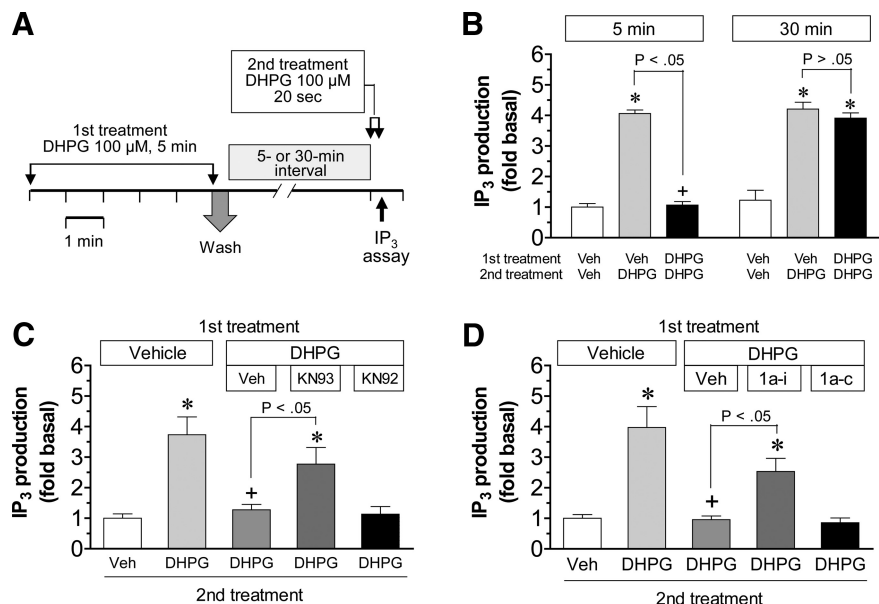 A
2nd treatment
DHPG 100 µM
20 sec
1st treatment
DHPG 100 µM, 5 min
5- or 30-min
interval
1 min
Wash
IP3
assay
B
5 min
30 min
P < .05
P > .05
IP3 production
(fold basal)
6
5
4
3
2
1
0
*
+
*
*
1st treatment Veh Veh DHPG Veh Veh DHPG
2nd treatment Veh DHPG DHPG Veh DHPG DHPG
C
1st treatment
Vehicle
DHPG
Veh KN93 KN92
P < .05
IP3 production
(fold basal)
6
5
4
3
2
1
0
*
+
*
Veh DHPG DHPG DHPG DHPG
2nd treatment
D
1st treatment
Vehicle
DHPG
Veh 1a-i 1a-c
P < .05
IP3 production
(fold basal)
6
5
4
3
2
1
0
*
+
*
Veh DHPG DHPG DHPG DHPG
2nd treatment